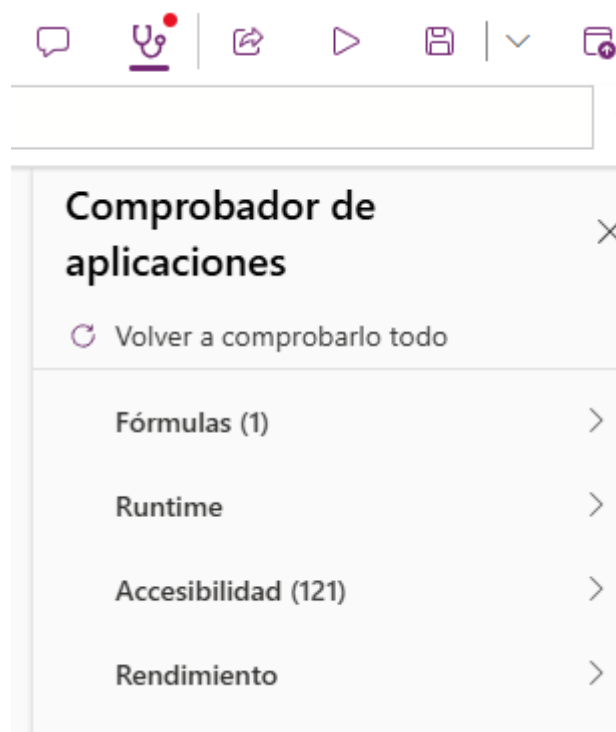 Comprobador de
aplicaciones
Volver a comprobarlo todo
Fórmulas (1)
Runtime
Accesibilidad (121)
Rendimiento